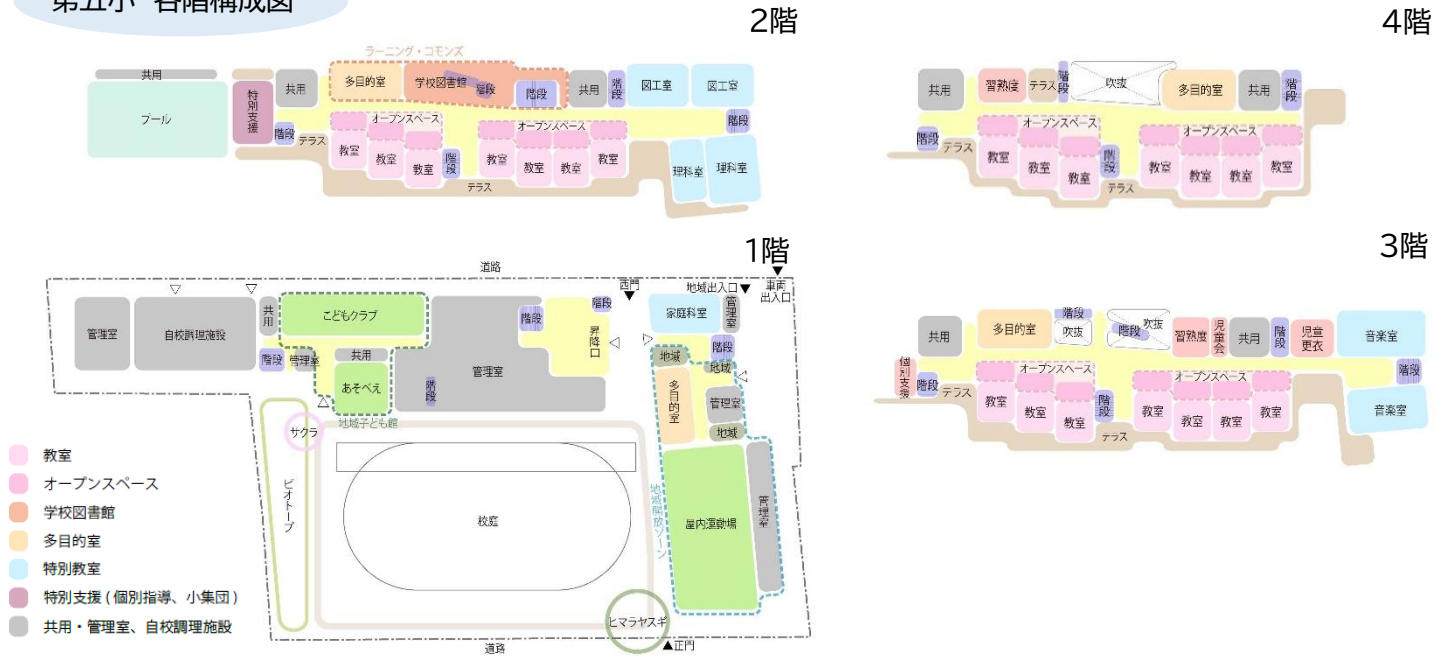 第五小 各階構成図
2階
ラーニング・コモンズ
共用
プール
特別支援
共用
多目的室
学校図書館
階段
階段
共用
階段
図工室
図工室
階段
テラス
オープンスペース
オープンスペース
階段
教室
教室
教室
階段
教室
教室
教室
教室
テラス
理科室
理科室
4階
共用
習熟度
テラス
階段
吹抜
多目的室
共用
階段
階段
テラス
オープンスペース
オープンスペース
教室
教室
教室
階段
教室
教室
教室
教室
テラス
1階
道路
西門
地域出入口
車両出入口
管理室
自校調理施設
共用
こどもクラブ
階段
管理室
共用
あそべえ
地域子ども館
管理室
階段
階段
階段
昇降口
家庭科室
管理室
階段
地域
地域
多目的室
管理室
地域
地域開放ゾーン
屋内運動場
管理室
サクラ
ビオトープ
校庭
ヒマラヤスギ
正門
道路
3階
共用
多目的室
階段
吹抜
階段
吹抜
習熟度
児童会
共用
階段
児童更衣
音楽室
個別支援
階段
テラス
オープンスペース
オープンスペース
階段
教室
教室
教室
階段
教室
教室
教室
教室
テラス
音楽室
教室
オープンスペース
学校図書館
多目的室
特別教室
特別支援(個別指導、小集団)
共用・管理室、自校調理施設